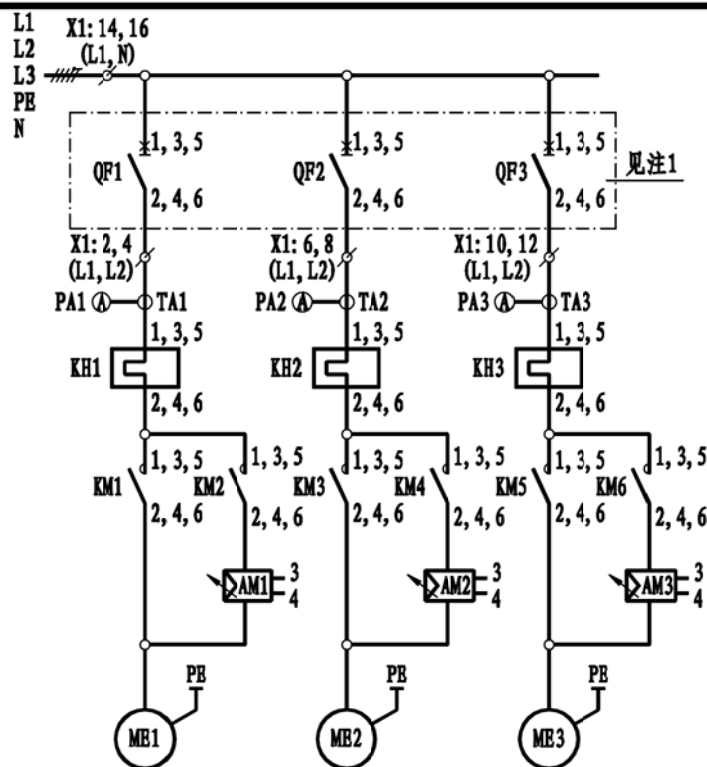 L1
L2
L3
PE
N
X1: 14, 16
(L1, N)
QF1
1, 3, 5
2, 4, 6
QF2
1, 3, 5
2, 4, 6
QF3
1, 3, 5
2, 4, 6
见注1
X1: 2, 4
(L1, L2)
X1: 6, 8
(L1, L2)
X1: 10, 12
(L1, L2)
PA1 A TA1
PA2 A TA2
PA3 A TA3
1, 3, 5
KH1
2, 4, 6
1, 3, 5
KH2
2, 4, 6
1, 3, 5
KH3
2, 4, 6
KM1
1, 3, 5
2, 4, 6
KM2
1, 3, 5
2, 4, 6
KM3
1, 3, 5
2, 4, 6
KM4
1, 3, 5
2, 4, 6
KM5
1, 3, 5
2, 4, 6
KM6
1, 3, 5
2, 4, 6
AM1
3
4
AM2
3
4
AM3
3
4
PE
PE
PE
ME1
ME2
ME3